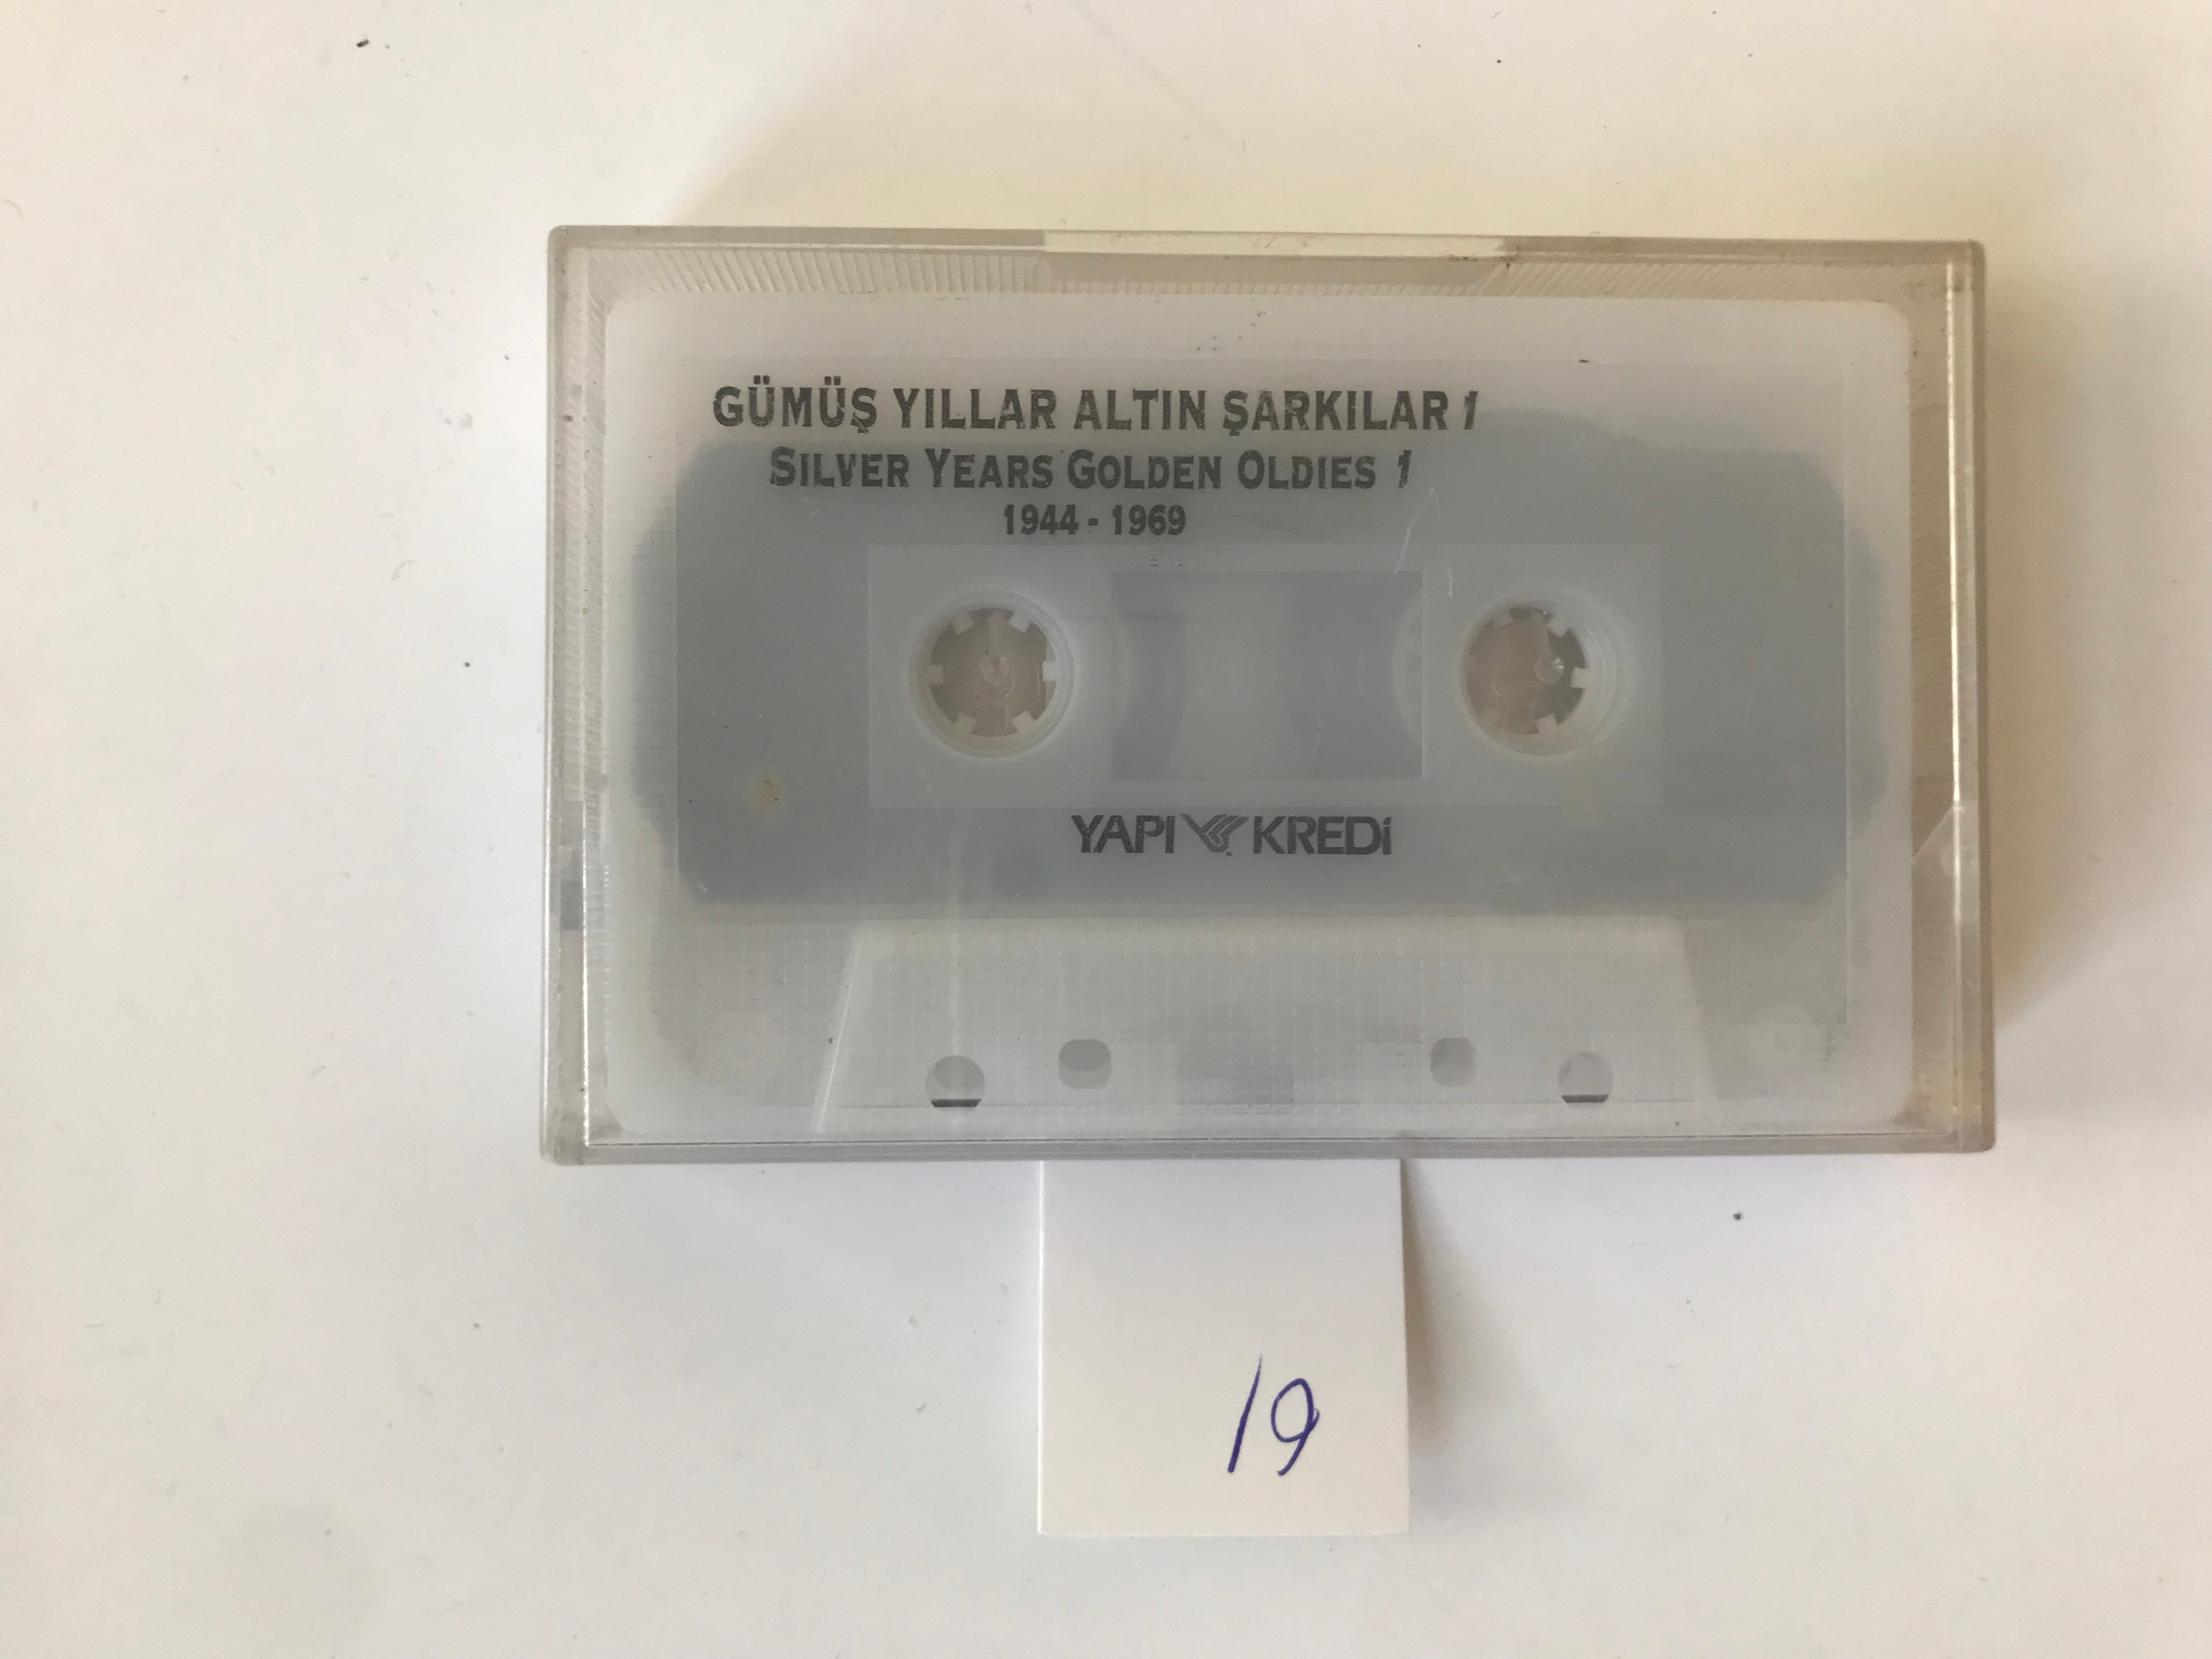 GÜMÜŞ YILLAR ALTIN ŞARKILAR 1
SILVER YEARS GOLDEN OLDIES 1
1944 - 1969
YAPI KREDi
19